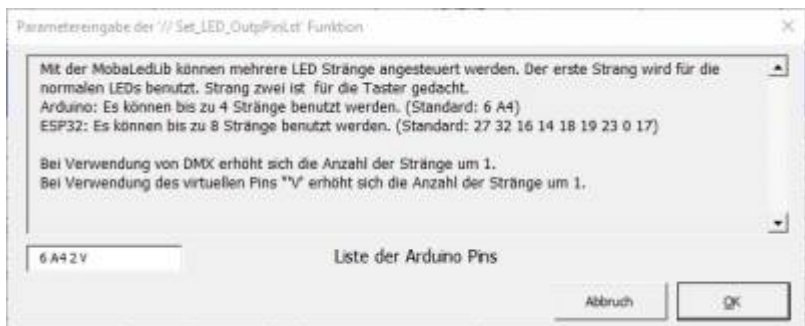 Parametereingabe der '// Set_LED_OutpPinLst' Funktion
Mit der MobaLedLib können mehrere LED Stränge angesteuert werden. Der erste Strang wird für die
normalen LEDs benutzt. Strang zwei ist für die Taster gedacht.
Arduino: Es können bis zu 4 Stränge benutzt werden. (Standard: 6 A4)
ESP32: Es können bis zu 8 Stränge benutzt werden. (Standard: 27 32 16 14 18 19 23 0 17)
Bei Verwendung von DMX erhöht sich die Anzahl der Stränge um 1.
Bei Verwendung des virtuellen Pins "'V' erhöht sich die Anzahl der Stränge um 1.
6 A4 2 V
Liste der Arduino Pins
Abbruch
OK